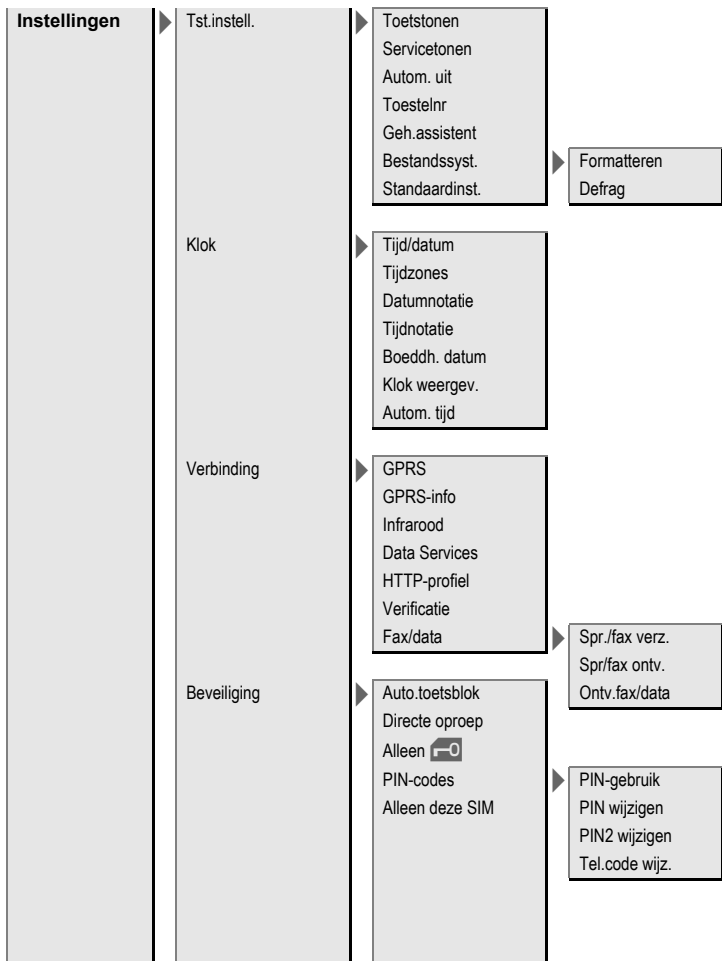 Instellingen
Tst.instell.
Toetstonen
Servicetonen
Autom. uit
Toestelnr
Geh.assistent
Bestandssyst.
Formatteren
Standaardinst.
Defrag
Klok
Tijd/datum
Tijdzones
Datumnotatie
Tijdnotatie
Boeddh. datum
Klok weergev.
Autom. tijd
Verbinding
GPRS
GPRS-info
Infrarood
Data Services
HTTP-profiel
Verificatie
Fax/data
Spr./fax verz.
Spr/fax ontv.
Ontv.fax/data
Beveiliging
Auto.toetsblok
Directe oproep
Alleen
PIN-codes
PIN-gebruik
Alleen deze SIM
PIN wijzigen
PIN2 wijzigen
Tel.code wijz.